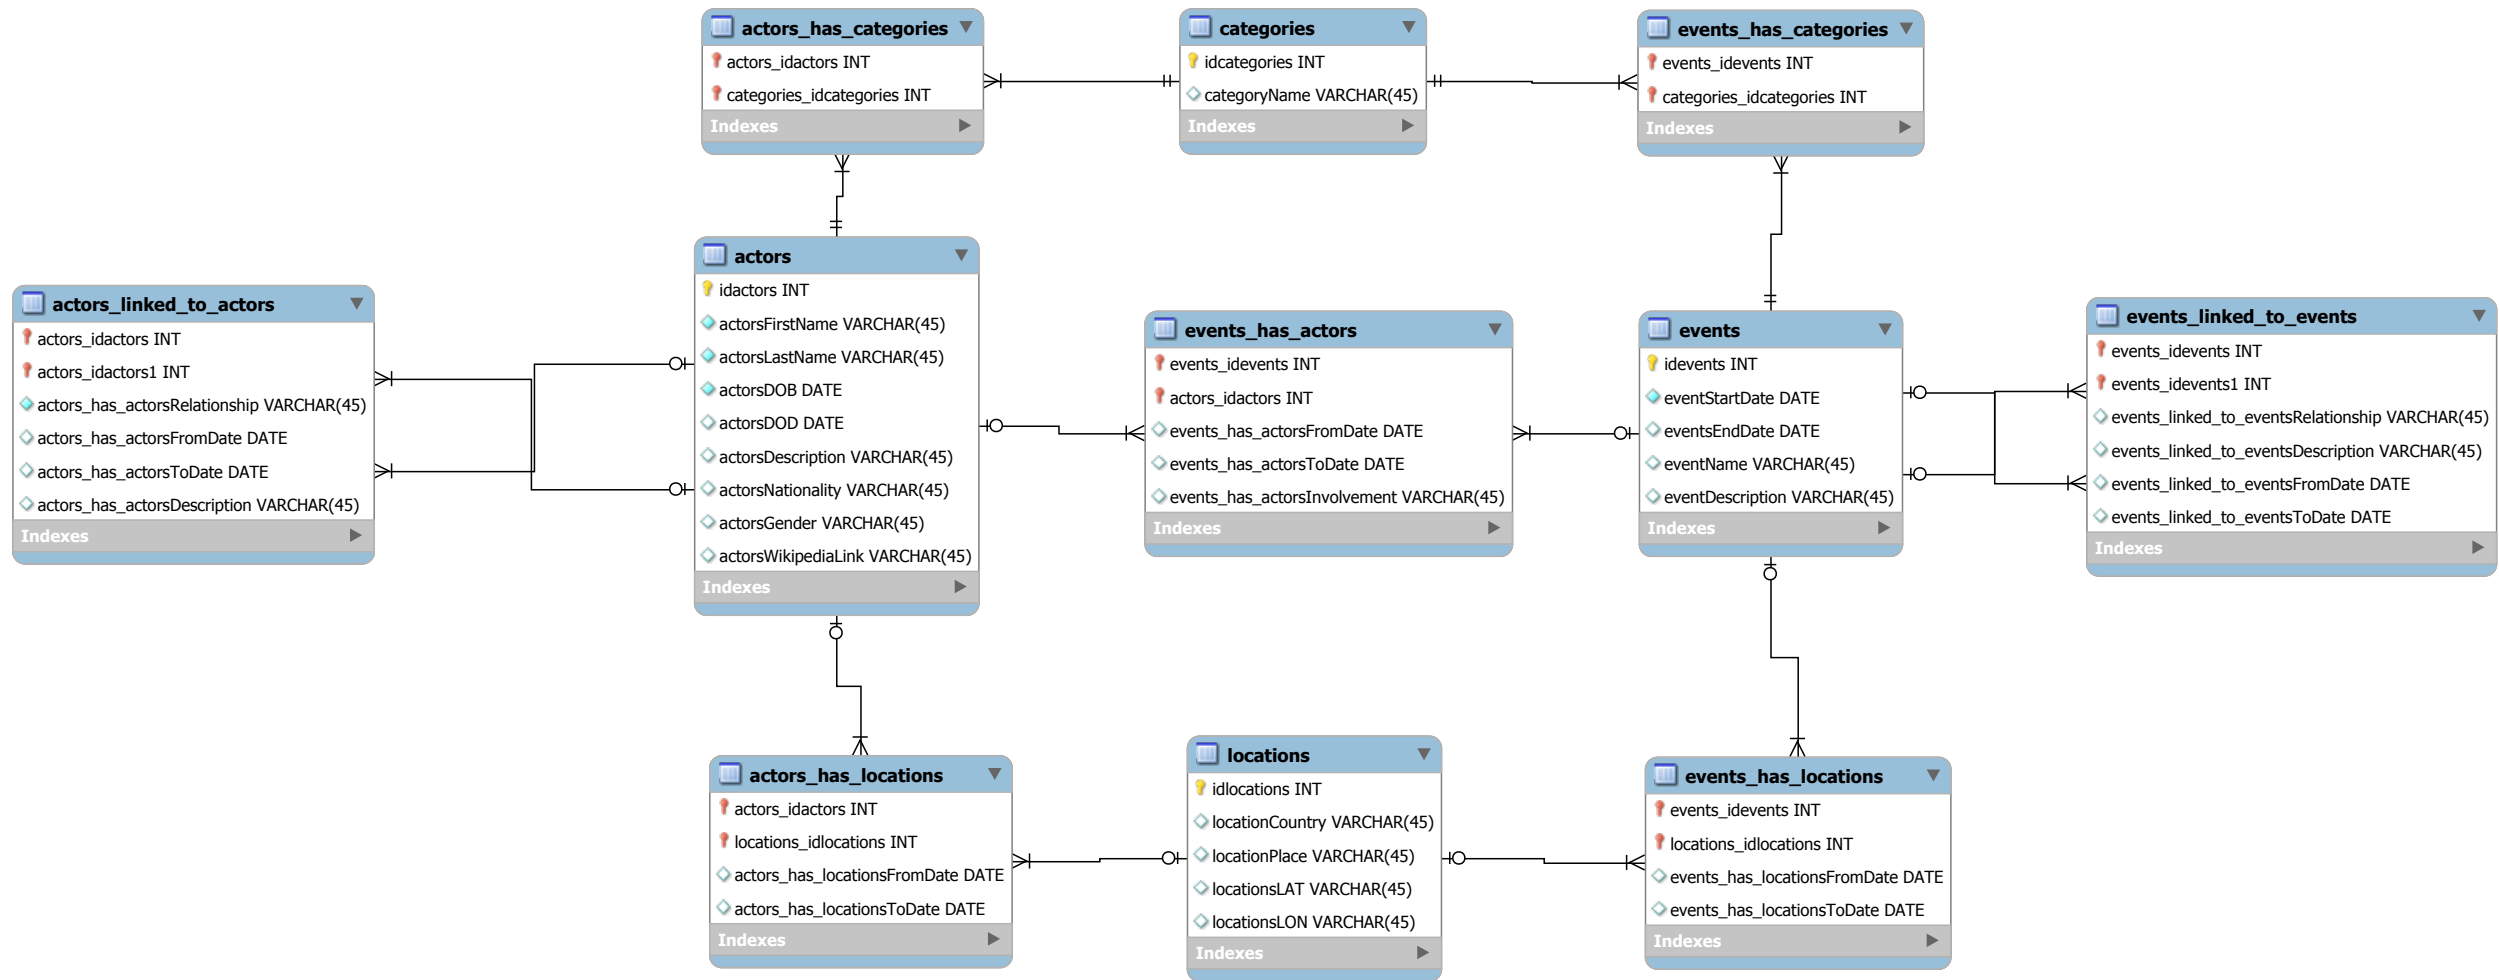 actors_has_categories
actors_idactors INT
categories_idcategories INT
Indexes
categories
idcategories INT
categoryName VARCHAR(45)
Indexes
events_has_categories
events_idevents INT
categories_idcategories INT
Indexes
actors_linked_to_actors
actors_idactors INT
actors_idactors1 INT
actors_has_actorsRelationship VARCHAR(45)
actors_has_actorsFromDate DATE
actors_has_actorsToDate DATE
actors_has_actorsDescription VARCHAR(45)
Indexes
actors
idactors INT
actorsFirstName VARCHAR(45)
actorsLastName VARCHAR(45)
actorsDOB DATE
actorsDOD DATE
actorsDescription VARCHAR(45)
actorsNationality VARCHAR(45)
actorsGender VARCHAR(45)
actorsWikipediaLink VARCHAR(45)
Indexes
events_has_actors
events_idevents INT
actors_idactors INT
events_has_actorsFromDate DATE
events_has_actorsToDate DATE
events_has_actorsInvolvement VARCHAR(45)
Indexes
events
idevents INT
eventStartDate DATE
eventsEndDate DATE
eventName VARCHAR(45)
eventDescription VARCHAR(45)
Indexes
events_linked_to_events
events_idevents INT
events_idevents1 INT
events_linked_to_eventsRelationship VARCHAR(45)
events_linked_to_eventsDescription VARCHAR(45)
events_linked_to_eventsFromDate DATE
events_linked_to_eventsToDate DATE
Indexes
actors_has_locations
actors_idactors INT
locations_idlocations INT
actors_has_locationsFromDate DATE
actors_has_locationsToDate DATE
Indexes
locations
idlocations INT
locationCountry VARCHAR(45)
locationPlace VARCHAR(45)
locationsLAT VARCHAR(45)
locationsLON VARCHAR(45)
Indexes
events_has_locations
events_idevents INT
locations_idlocations INT
events_has_locationsFromDate DATE
events_has_locationsToDate DATE
Indexes